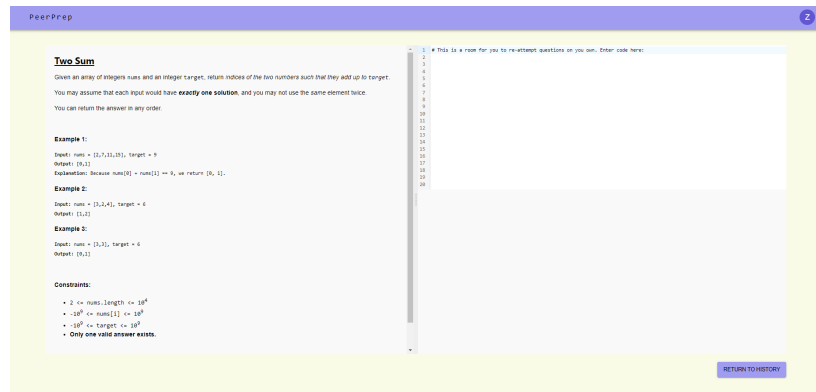 PeerPrep
Z
Two Sum
Given an array of integers nums and an integer target, return indices of the two numbers such that they add up to target.
You may assume that each input would have exactly one solution, and you may not use the same element twice.
You can return the answer in any order.
Example 1:
Input: nums = [2,7,11,15], target = 9
Output: [0,1]
Explanation: Because nums[0] + nums[1] == 9, we return [0, 1].
Example 2:
Input: nums = [3,2,4], target = 6
Output: [1,2]
Example 3:
Input: nums = [3,3], target = 6
Output: [0,1]
Constraints:
• 2 <= nums.length <= 10⁴
• -10⁹ <= nums[i] <= 10⁹
• -10⁹ <= target <= 10⁹
• Only one valid answer exists.
1 # This is a room for you to re-attempt questions on you own. Enter code here:
2
3
4
5
6
7
8
9
10
11
12
13
14
15
16
17
18
19
20
RETURN TO HISTORY